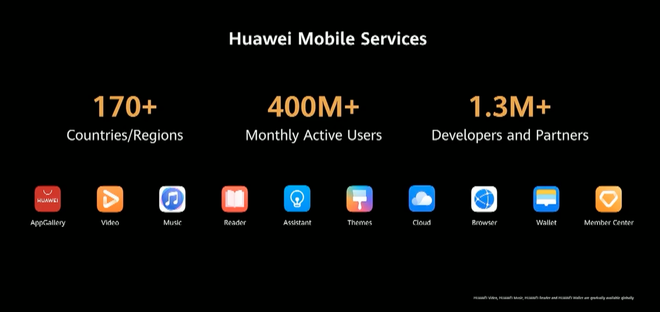 Huawei Mobile Services
170+ 400M+ 1.3M+
Countries/Regions Monthly Active Users Developers and Partners
HUAWEI
AppGallery Video Music Reader Assistant Themes Cloud Browser Wallet Member Center
HUAWEI Video, HUAWEI Music, HUAWEI Reader and HUAWEI Wallet are gradually available globally.